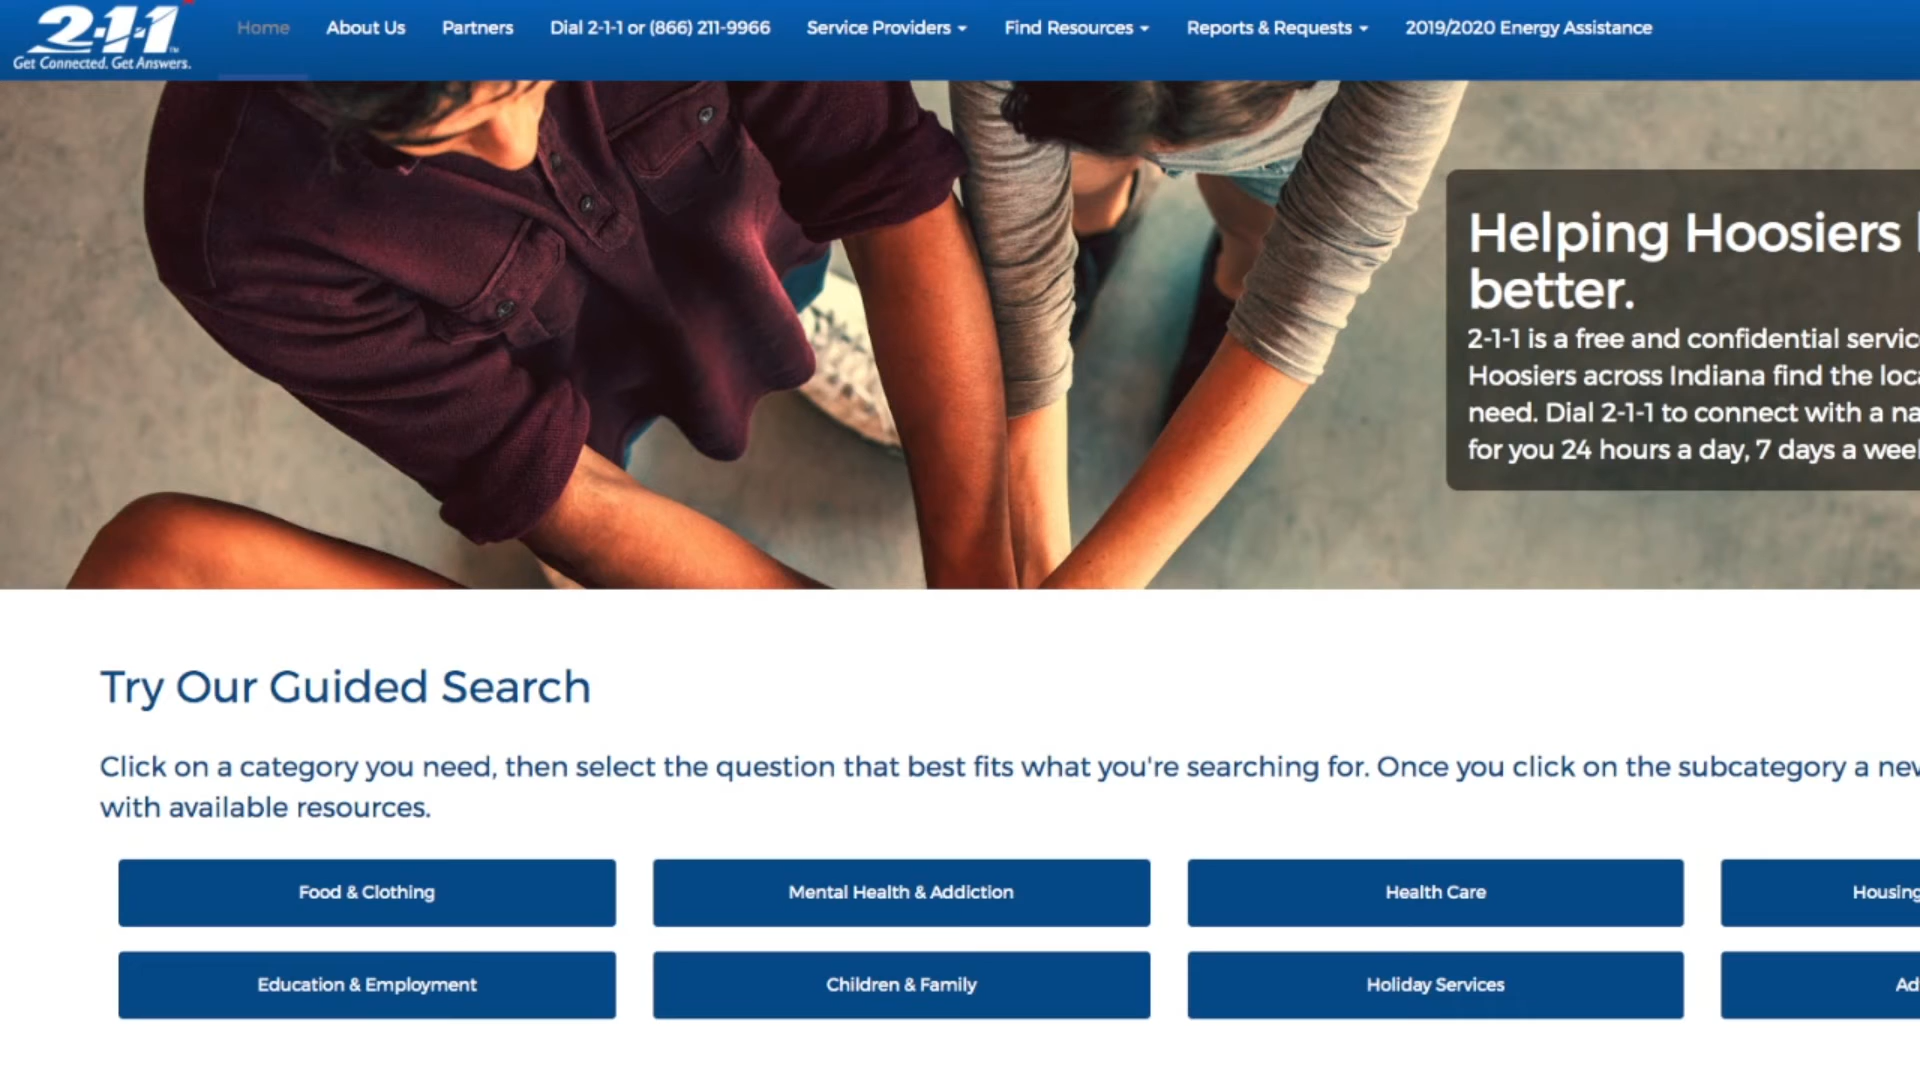 2-1-1
Get Connected. Get Answers.
Home
About Us
Partners
Dial 2-1-1 or (866) 211-9966
Service Providers
Find Resources
Reports & Requests
2019/2020 Energy Assistance
Helping Hoosiers
better.
2-1-1 is a free and confidential
Hoosiers across Indiana find the
need. Dial 2-1-1 to connect with a
for you 24 hours a day, 7 days a
Try Our Guided Search
Click on a category you need, then select the question that best fits what you're searching for. Once you click on the subcategory a
with available resources.
Food & Clothing
Mental Health & Addiction
Health Care
Housing
Education & Employment
Children & Family
Holiday Services